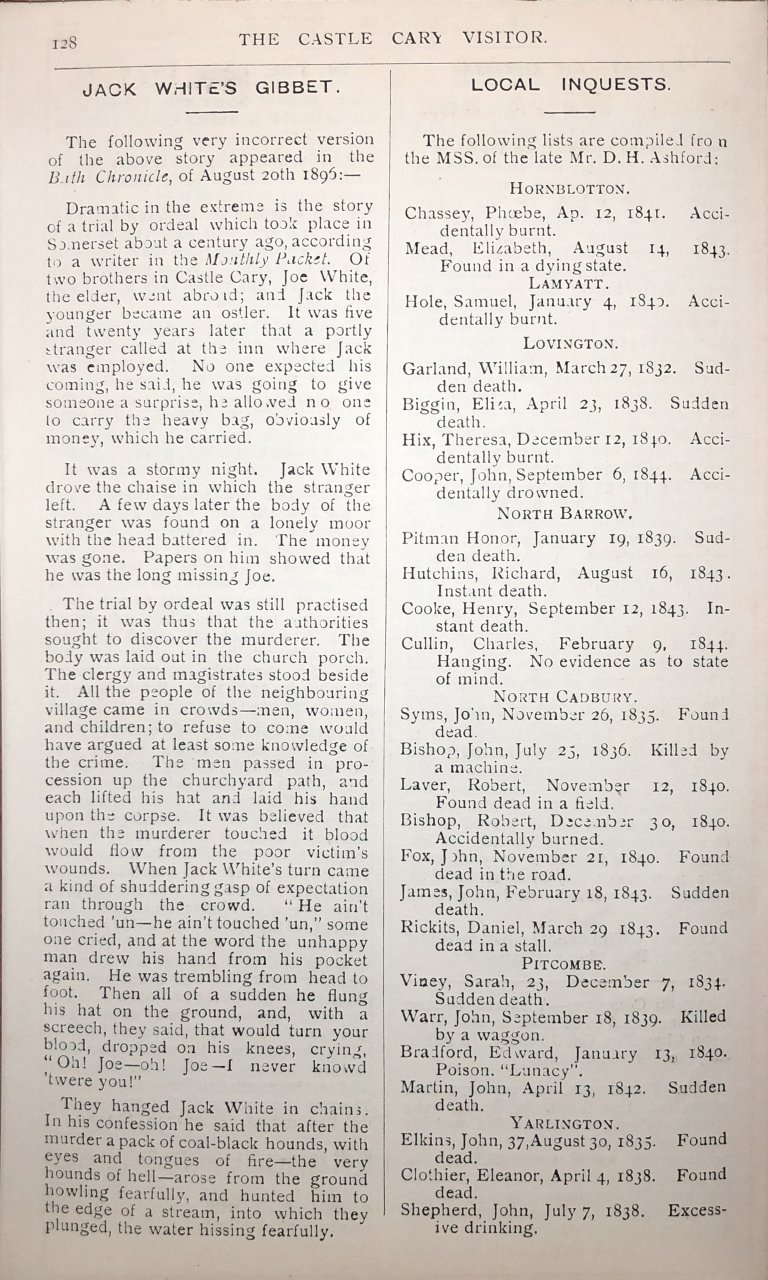 128
THE CASTLE CARY VISITOR.
JACK WHITE'S GIBBET.
The following very incorrect version
of the above story appeared in the
Bath Chronicle, of August 20th 1896:—
Dramatic in the extreme is the story
of a trial by ordeal which took place in
Somerset about a century ago, according
to a writer in the Monthly Packet. Of
two brothers in Castle Cary, Joe White,
the elder, went abroad; and Jack the
younger became an ostler. It was five
and twenty years later that a portly
stranger called at the inn where Jack
was employed. No one expected his
coming, he said, he was going to give
someone a surprise, he allowed no one
to carry the heavy bag, obviously of
money, which he carried.
It was a stormy night. Jack White
drove the chaise in which the stranger
left. A few days later the body of the
stranger was found on a lonely moor
with the head battered in. The money
was gone. Papers on him showed that
he was the long missing Joe.
The trial by ordeal was still practised
then; it was thus that the authorities
sought to discover the murderer. The
body was laid out in the church porch.
The clergy and magistrates stood beside
it. All the people of the neighbouring
village came in crowds—men, women,
and children; to refuse to come would
have argued at least some knowledge of
the crime. The men passed in pro-
cession up the churchyard path, and
each lifted his hat and laid his hand
upon the corpse. It was believed that
when the murderer touched it blood
would flow from the poor victim's
wounds. When Jack White's turn came
a kind of shuddering gasp of expectation
ran through the crowd. "He ain't
touched 'un—he ain't touched 'un," some
one cried, and at the word the unhappy
man drew his hand from his pocket
again. He was trembling from head to
foot. Then all of a sudden he flung
his hat on the ground, and, with a
screech, they said, that would turn your
blood, dropped on his knees, crying,
"Oh! Joe—oh! Joe—I never knowd
'twere you!"
They hanged Jack White in chains.
In his confession he said that after the
murder a pack of coal-black hounds, with
eyes and tongues of fire—the very
hounds of hell—arose from the ground
howling fearfully, and hunted him to
the edge of a stream, into which they
plunged, the water hissing fearfully.
LOCAL INQUESTS.
The following lists are compiled from
the MSS. of the late Mr. D. H. Ashford:
HORNBLOTTON.
Chassey, Phœbe, Ap. 12, 1841. Acci-
dentally burnt.
Mead, Elizabeth, August 14, 1843.
Found in a dying state.
LAMYATT.
Hole, Samuel, January 4, 1840. Acci-
dentally burnt.
LOVINGTON.
Garland, William, March 27, 1832. Sud-
den death.
Biggin, Eliza, April 23, 1838. Sudden
death.
Hix, Theresa, December 12, 1840. Acci-
dentally burnt.
Cooper, John, September 6, 1844. Acci-
dentally drowned.
NORTH BARROW.
Pitman Honor, January 19, 1839. Sud-
den death.
Hutchins, Richard, August 16, 1843.
Instant death.
Cooke, Henry, September 12, 1843. In-
stant death.
Cullin, Charles, February 9, 1844.
Hanging. No evidence as to state
of mind.
NORTH CADBURY.
Syms, John, November 26, 1835. Found
dead.
Bishop, John, July 25, 1836. Killed by
a machine.
Laver, Robert, November 12, 1840.
Found dead in a field.
Bishop, Robert, December 30, 1840.
Accidentally burned.
Fox, John, November 21, 1840. Found
dead in the road.
James, John, February 18, 1843. Sudden
death.
Rickits, Daniel, March 29 1843. Found
dead in a stall.
PITCOMBE.
Viney, Sarah, 23, December 7, 1834.
Sudden death.
Warr, John, September 18, 1839. Killed
by a waggon.
Bradford, Edward, January 13, 1840.
Poison. "Lunacy".
Martin, John, April 13, 1842. Sudden
death.
YARLINGTON.
Elkins, John, 37, August 30, 1835. Found
dead.
Clothier, Eleanor, April 4, 1838. Found
dead.
Shepherd, John, July 7, 1838. Excess-
ive drinking.